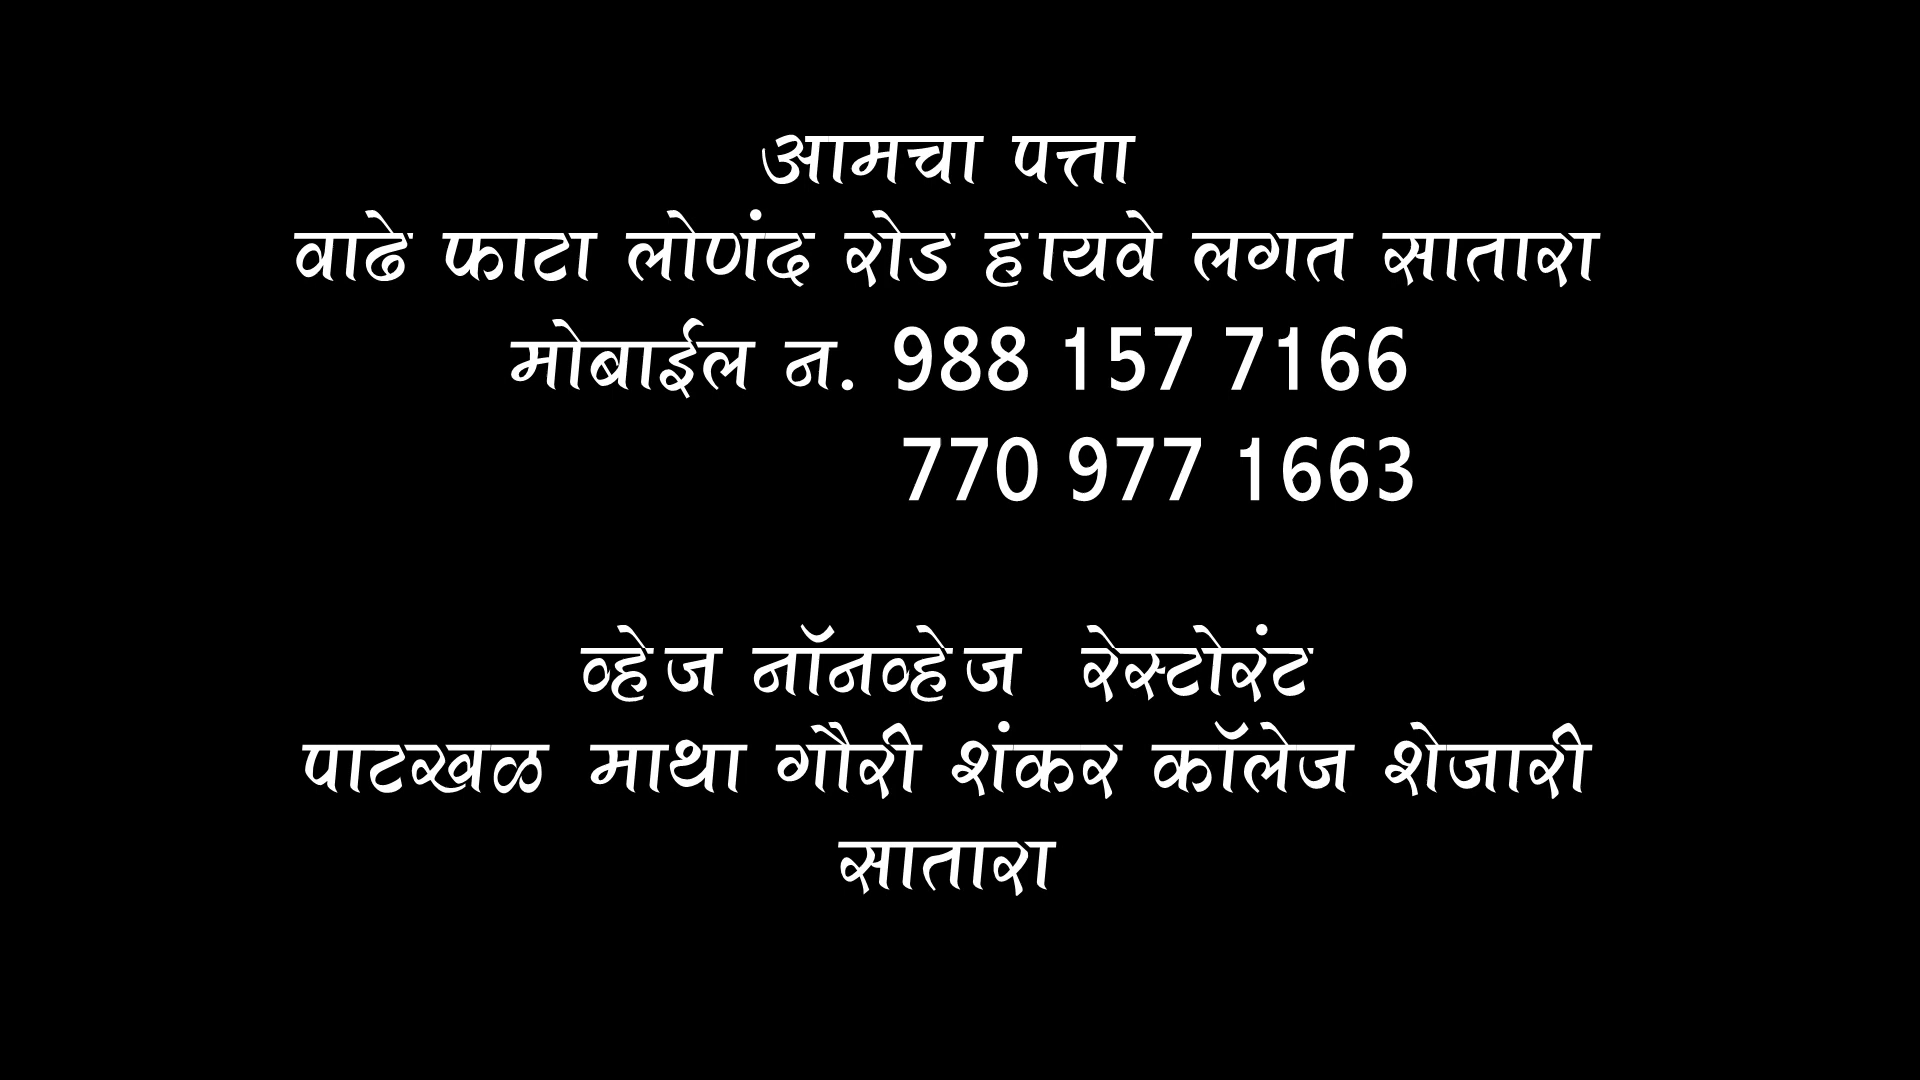 आमचा पत्ता
वाढे फाटा लोणंद रोड हायवे लगत सातारा
मोबाईल न. 988 157 7166
770 977 1663
व्हेज नॉनव्हेज रेस्टोरंट
पाटखळ माथा गौरी शंकर कॉलेज शेजारी
सातारा